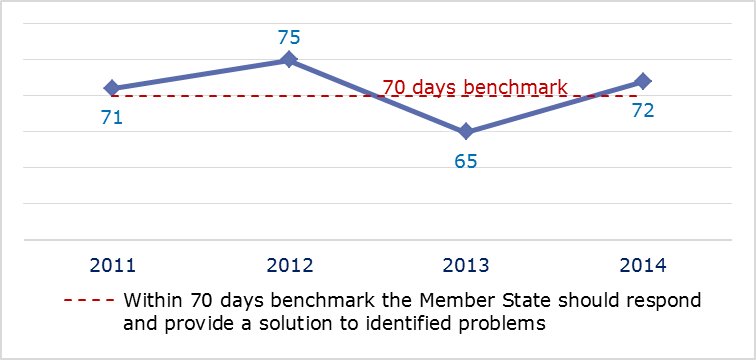 75
70 days benchmark
71
72
65
2011 2012 2013 2014
Within 70 days benchmark the Member State should respond
and provide a solution to identified problems